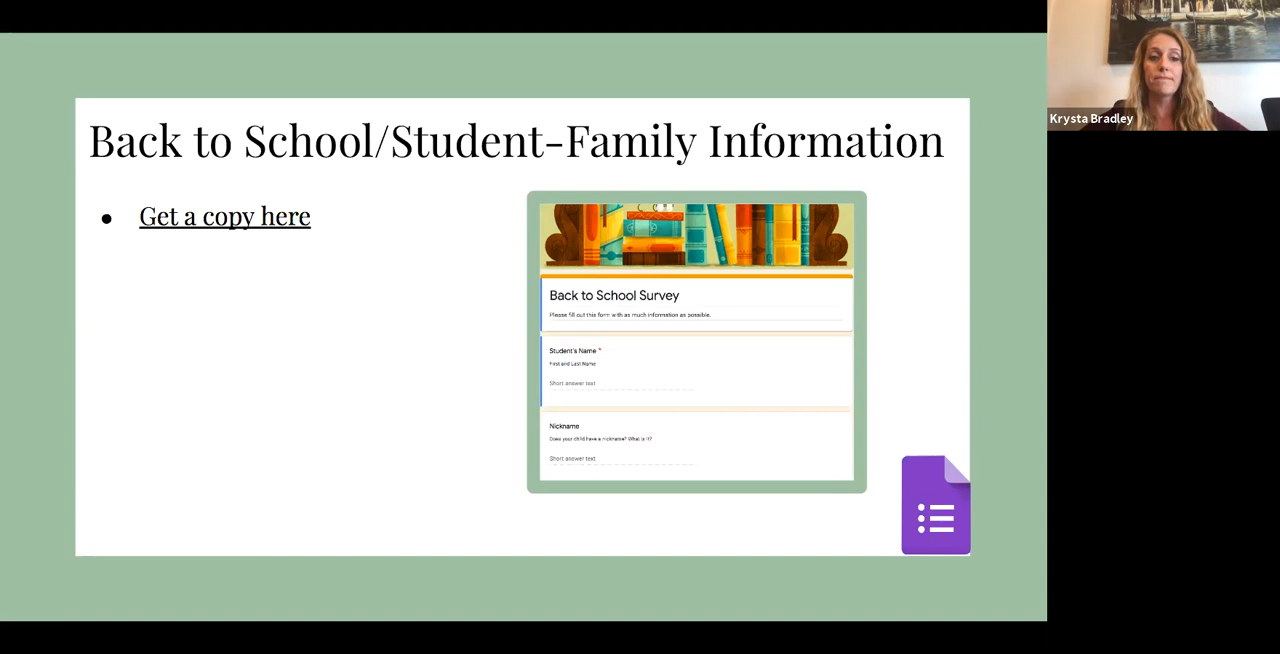 Back to School/Student-Family Information
● Get a copy here
Back to School Survey
Please fill out this form with as much information as possible.
Student's Name *
First and Last Name
Short answer text
Nickname
Does your child have a nickname? What is it?
Short answer text
Krysta Bradley